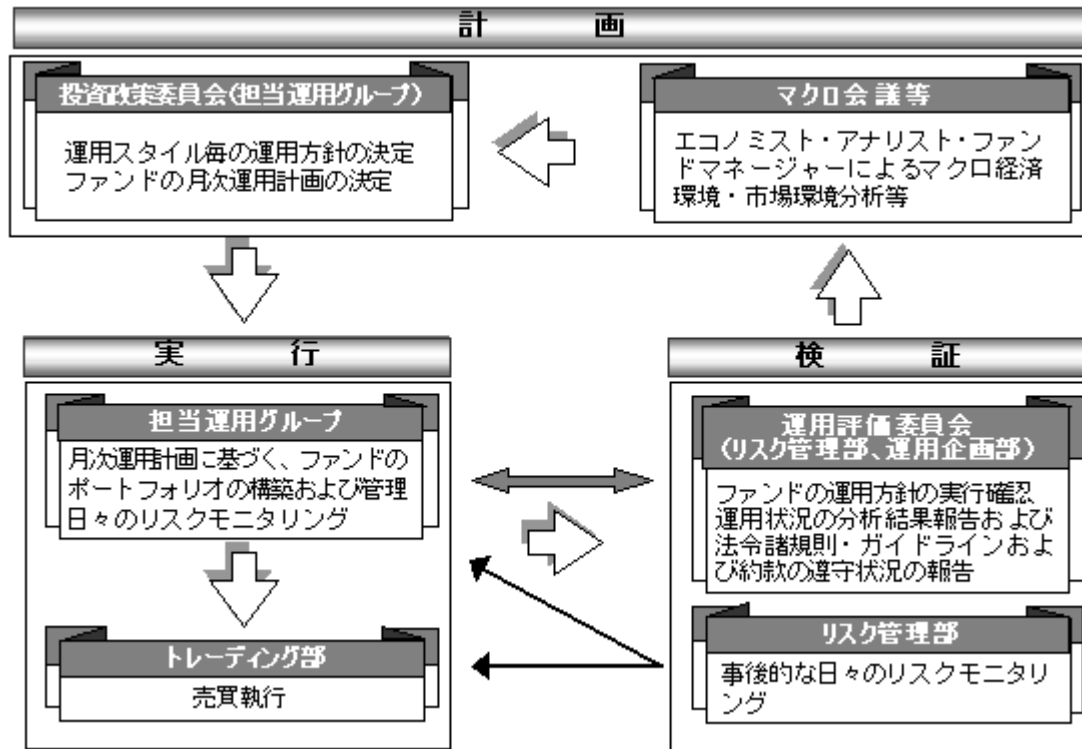 計 画
投資政策委員会(担当運用グループ)
運用スタイル毎の運用方針の決定
ファンドの月次運用計画の決定
マクロ会議等
エコノミスト・アナリスト・ファン
ドマネージャーによるマクロ経済
環境・市場環境分析等
実 行
担当運用グループ
月次運用計画に基づく、ファンドの
ポートフォリオの構築および管理
日々のリスクモニタリング
トレーディング部
売買執行
検 証
運用評価委員会
(リスク管理部、運用企画部)
ファンドの運用方針の実行確認
運用状況の分析結果報告および
法令諸規則・ガイドラインおよ
び約款の遵守状況の報告
リスク管理部
事後的な日々のリスクモニタリ
ング